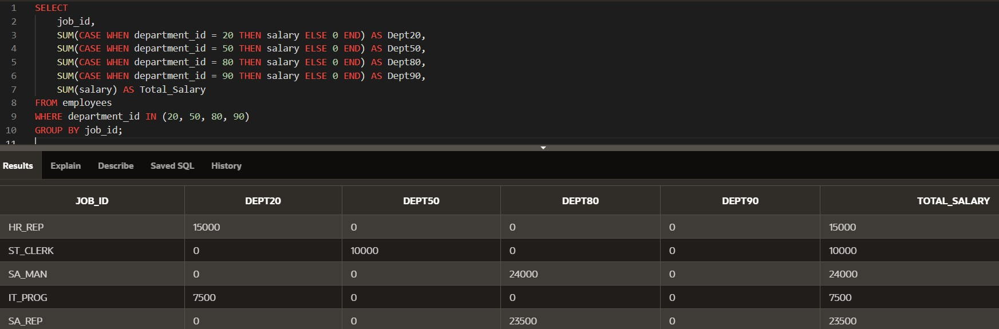 1 SELECT
2 job_id,
3 SUM(CASE WHEN department_id = 20 THEN salary ELSE 0 END) AS Dept20,
4 SUM(CASE WHEN department_id = 50 THEN salary ELSE 0 END) AS Dept50,
5 SUM(CASE WHEN department_id = 80 THEN salary ELSE 0 END) AS Dept80,
6 SUM(CASE WHEN department_id = 90 THEN salary ELSE 0 END) AS Dept90,
7 SUM(salary) AS Total_Salary
8 FROM employees
9 WHERE department_id IN (20, 50, 80, 90)
10 GROUP BY job_id;
11
Results Explain Describe Saved SQL History
JOB_ID DEPT20 DEPT50 DEPT80 DEPT90 TOTAL_SALARY
HR_REP 15000 0 0 0 15000
ST_CLERK 0 10000 0 0 10000
SA_MAN 0 0 24000 0 24000
IT_PROG 7500 0 0 0 7500
SA_REP 0 0 23500 0 23500